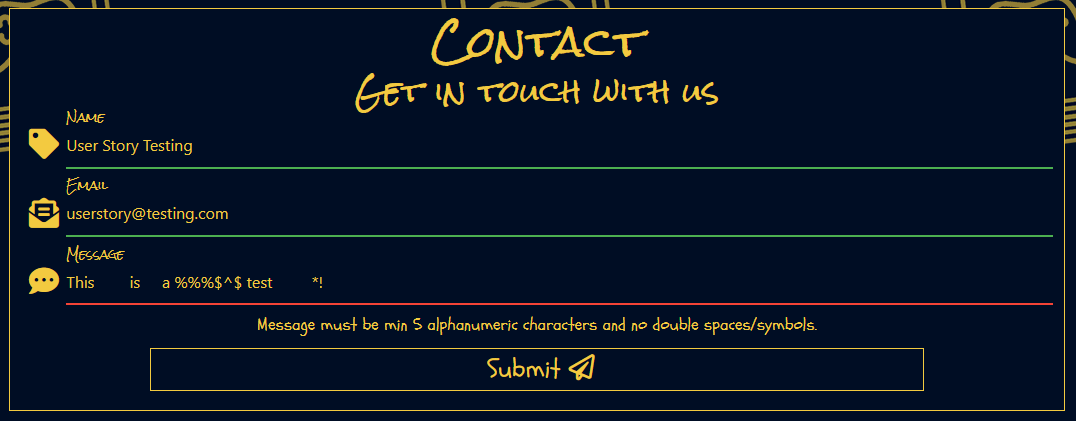 Contact
Get in touch with us
Name
User Story Testing
Email
userstory@testing.com
Message
This        is     a %%%$^$ test         *!
Message must be min 5 alphanumeric characters and no double spaces/symbols.
Submit